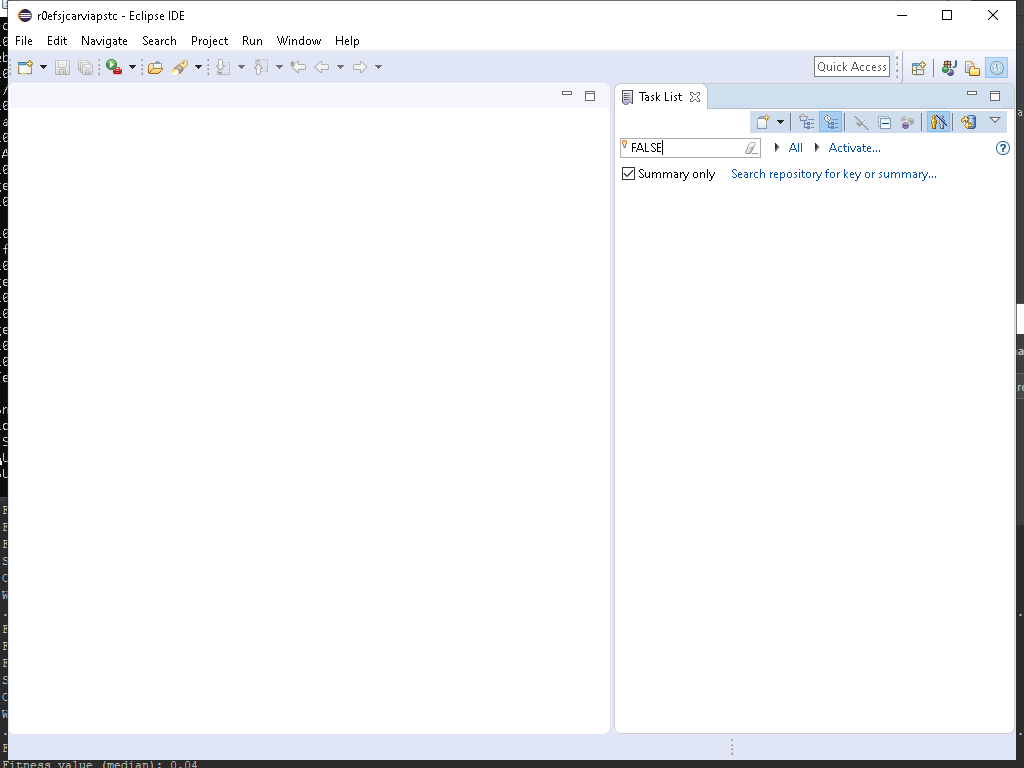 r0efsjcarviapstc - Eclipse IDE
File Edit Navigate Search Project Run Window Help
Quick Access
Task List
FALSE All Activate...
Summary only Search repository for key or summary...
Fitness value (median): 0.04